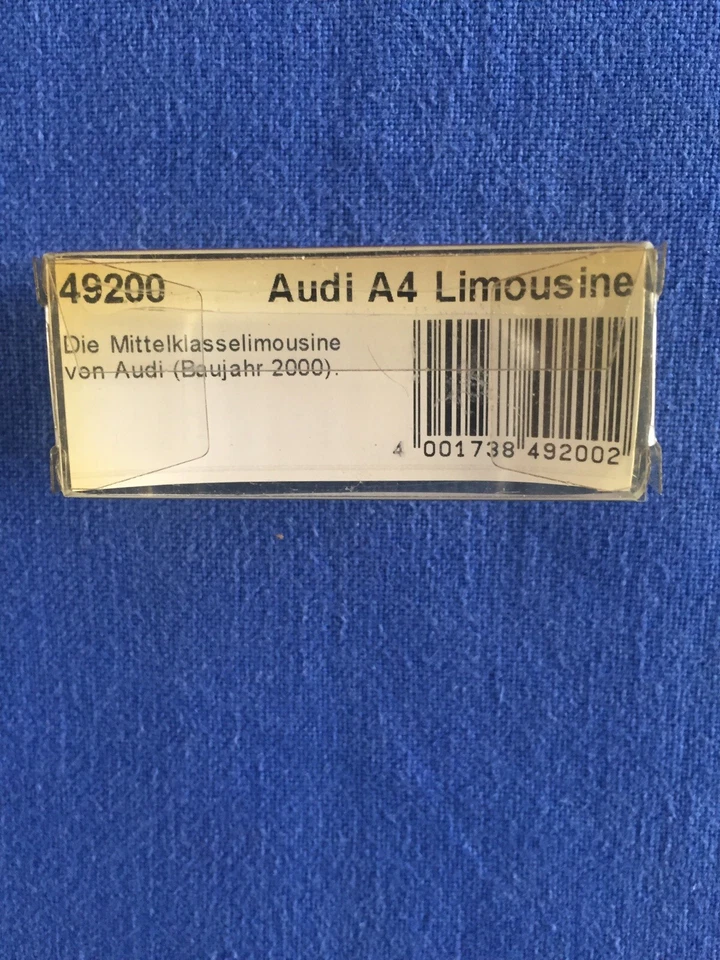 49200 Audi A4 Limousine
Die Mittelklasselimousine
von Audi (Baujahr 2000).
4 001738 492002